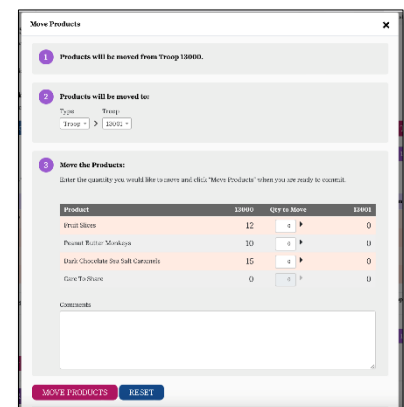 Move Products
×
1 Products will be moved from Troop 13000.
2 Products will be moved to:
Type Troop
Troop > 13001
3 Move the Products:
Enter the quantity you would like to move and click "Move Products" when you are ready to commit.
Product 13000 Qty to Move 13001
Fruit Slices 12 0 0
Peanut Butter Monkeys 10 0 0
Dark Chocolate Sea Salt Caramels 15 0 0
Care To Share 0 0 0
Comments
MOVE PRODUCTS RESET